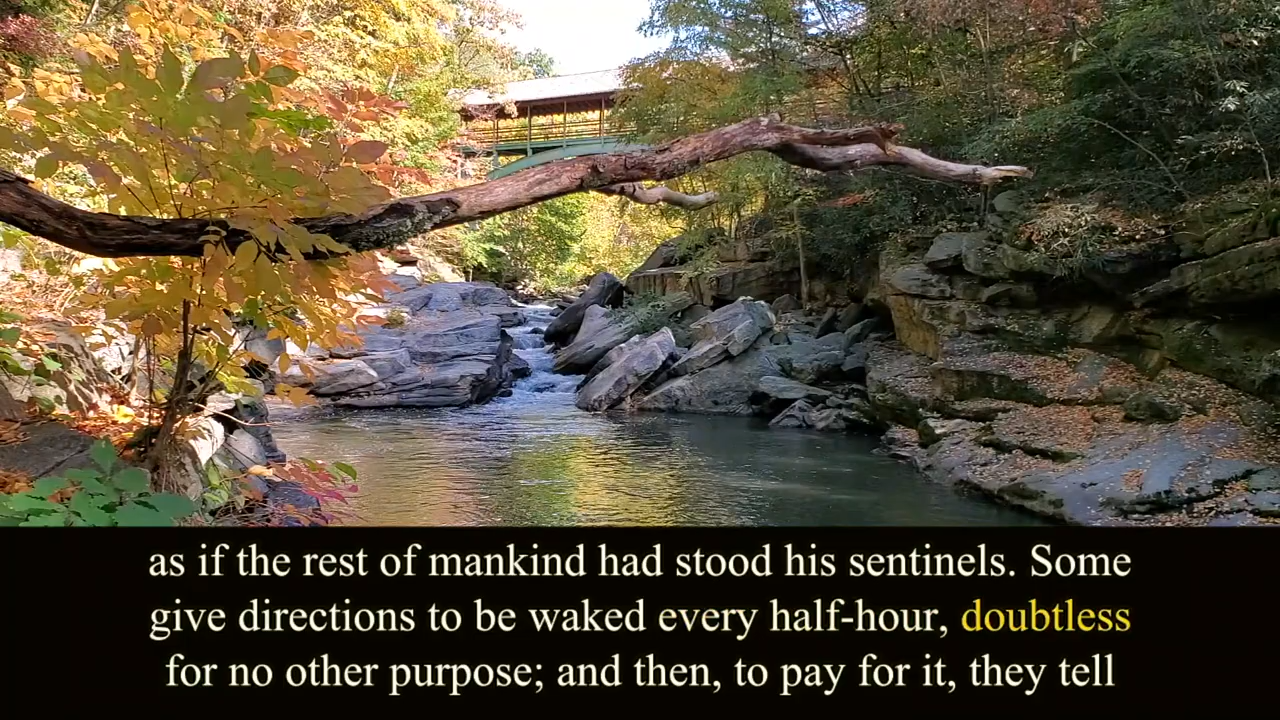 as if the rest of mankind had stood his sentinels. Some
give directions to be waked every half-hour, doubtless
for no other purpose; and then, to pay for it, they tell